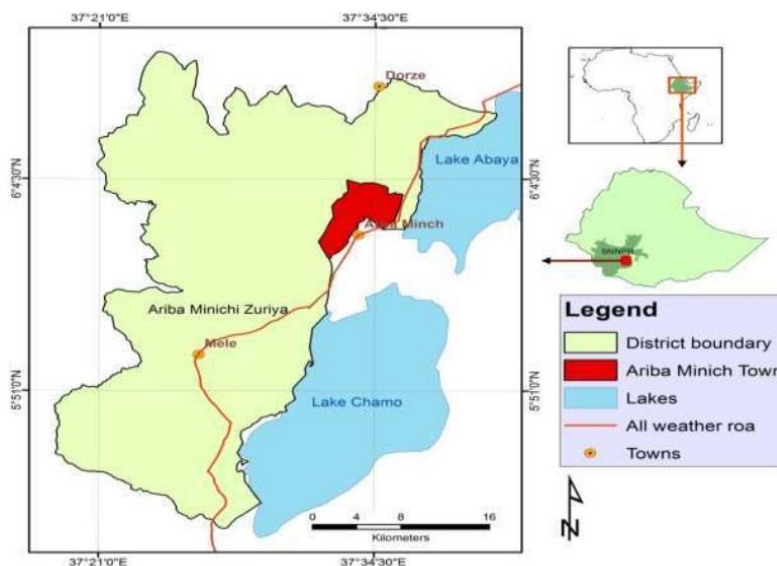 37°21'0"E
37°34'30"E
Dorze
Lake Abaya
6°4'30"N
6°4'30"N
Arba Minch
SNNPR
Ariba Minichi Zuriya
Mele
Lake Chamo
5°51'0"N
5°51'0"N
0 4 8 16
Kilometers
37°21'0"E
37°34'30"E
Legend
District boundary
Ariba Minich Town
Lakes
All weather roa
Towns
N